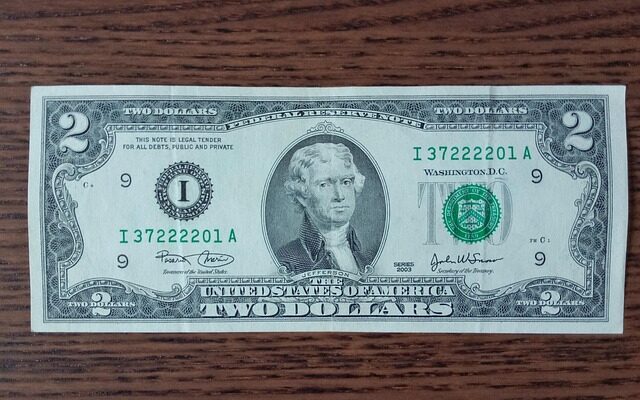 2 TWO DOLLARS FEDERAL RESERVE NOTE TWO DOLLARS 2
THIS NOTE IS LEGAL TENDER
FOR ALL DEBTS, PUBLIC AND PRIVATE
I 37222201 A
WASHINGTON, D.C.
9 9
I
TWO
I 37222201 A
9 9
SERIES
2003
Treasurer of the United States.
Secretary of the Treasury.
JEFFERSON
THE
UNITED STATES OF AMERICA
TWO DOLLARS 2 TWO DOLLARS 2 TWO DOLLARS